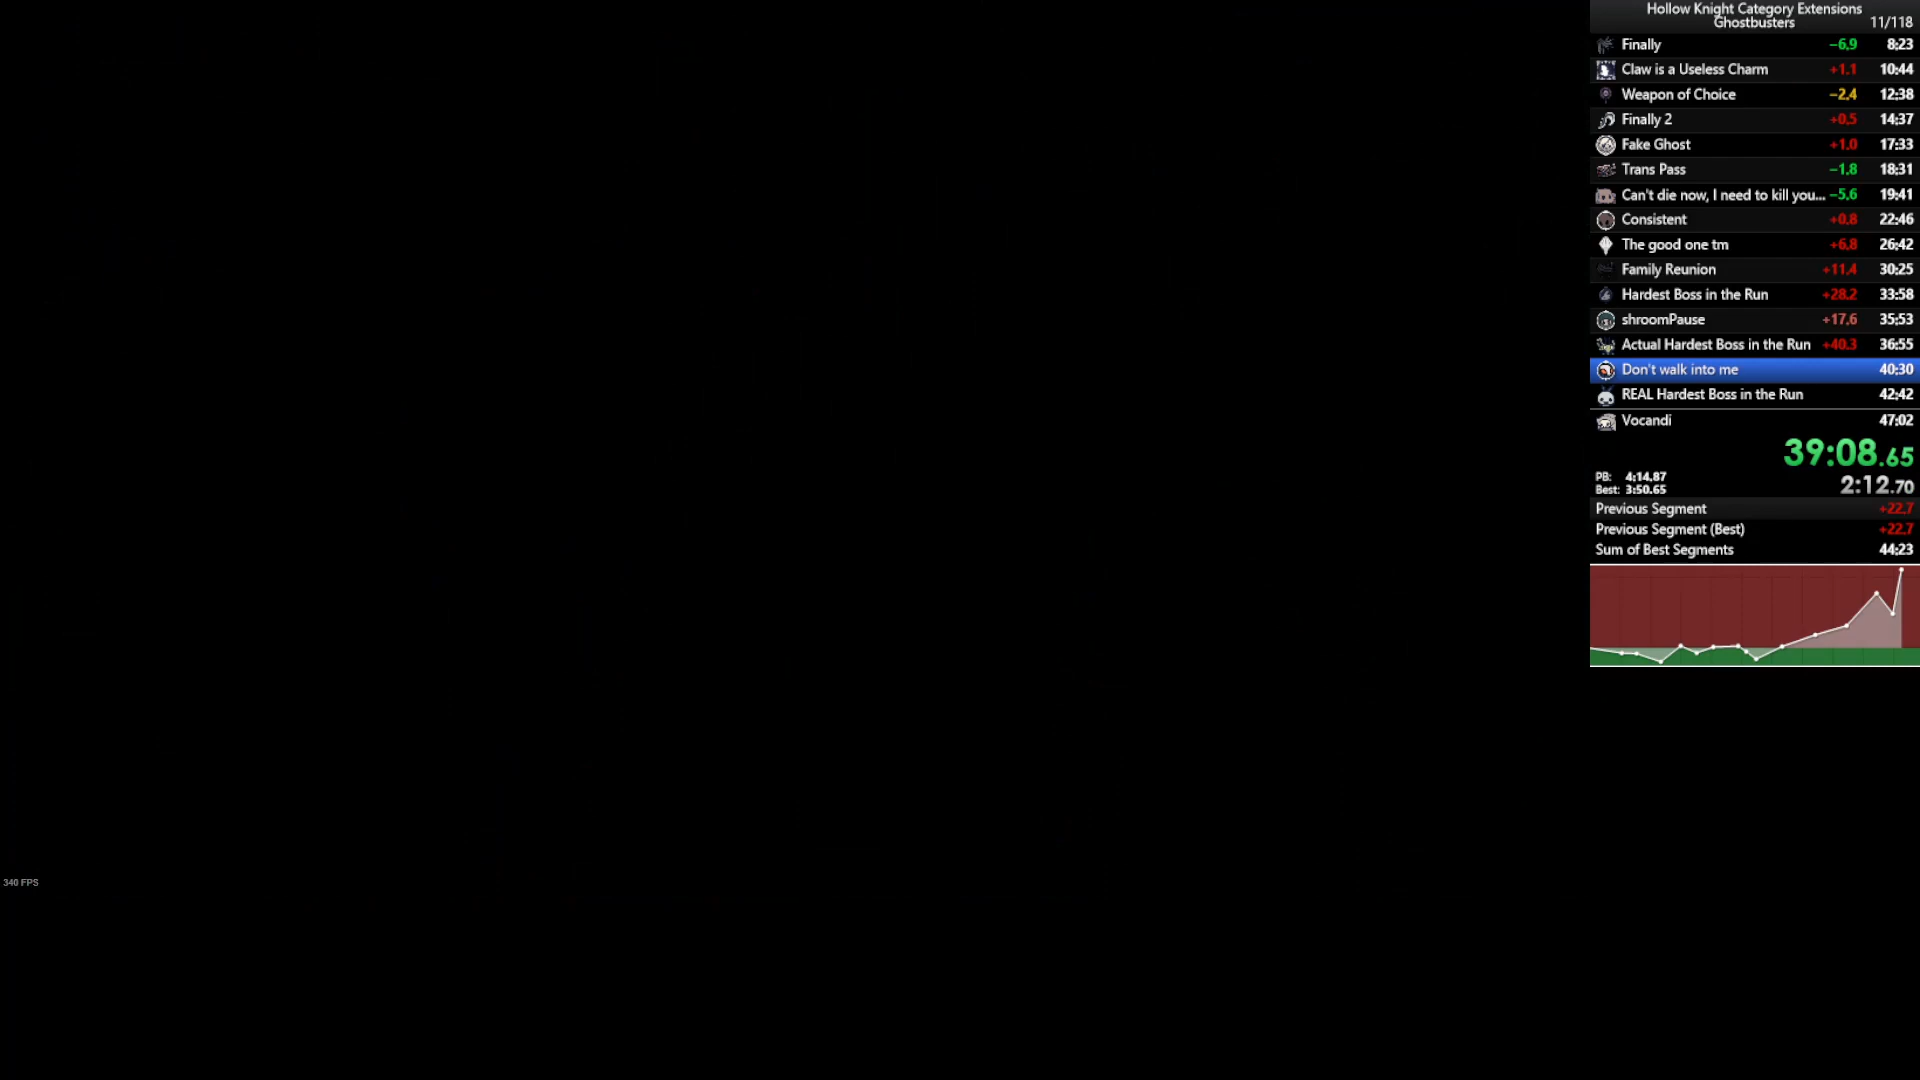 Hollow Knight Category Extensions
Ghostbusters 11/118
Finally −6.9 8:23
Claw is a Useless Charm +1.1 10:44
Weapon of Choice −2.4 12:38
Finally 2 +0.5 14:37
Fake Ghost +1.0 17:33
Trans Pass −1.8 18:31
Can't die now, I need to kill you... −5.6 19:41
Consistent +0.8 22:46
The good one tm +6.8 26:42
Family Reunion +11.4 30:25
Hardest Boss in the Run +28.2 33:58
shroomPause +17.6 35:53
Actual Hardest Boss in the Run +40.3 36:55
Don't walk into me 40:30
REAL Hardest Boss in the Run 42:42
Vocandi 47:02
39:08.65
PB: 4:14.87
Best: 3:50.65
2:12.70
Previous Segment +22.7
Previous Segment (Best) +22.7
Sum of Best Segments 44:23
340 FPS